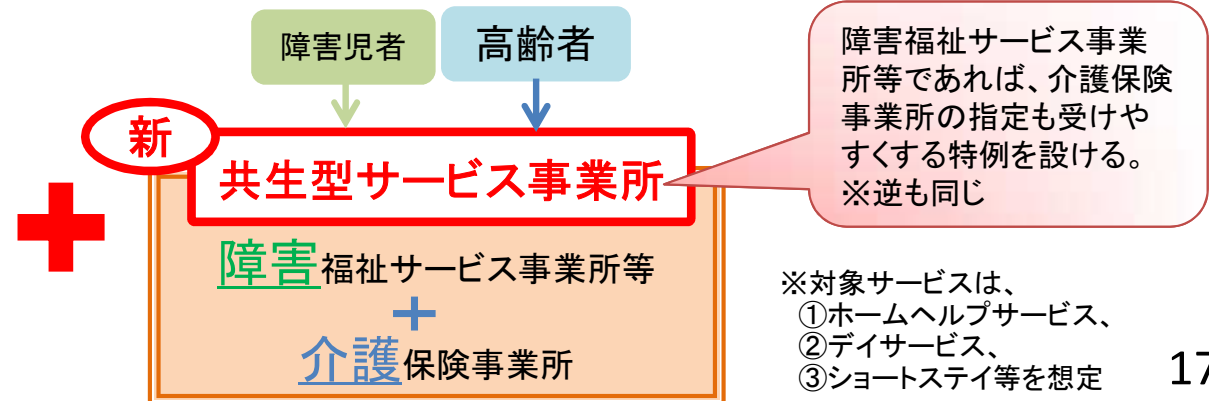 障害児者
高齢者
新
共生型サービス事業所
障害福祉サービス事業所等
+
介護保険事業所
障害福祉サービス事業
所等であれば、介護保険
事業所の指定も受けや
すくする特例を設ける。
※逆も同じ
※対象サービスは、
①ホームヘルプサービス、
②デイサービス、
③ショートステイ等を想定
17